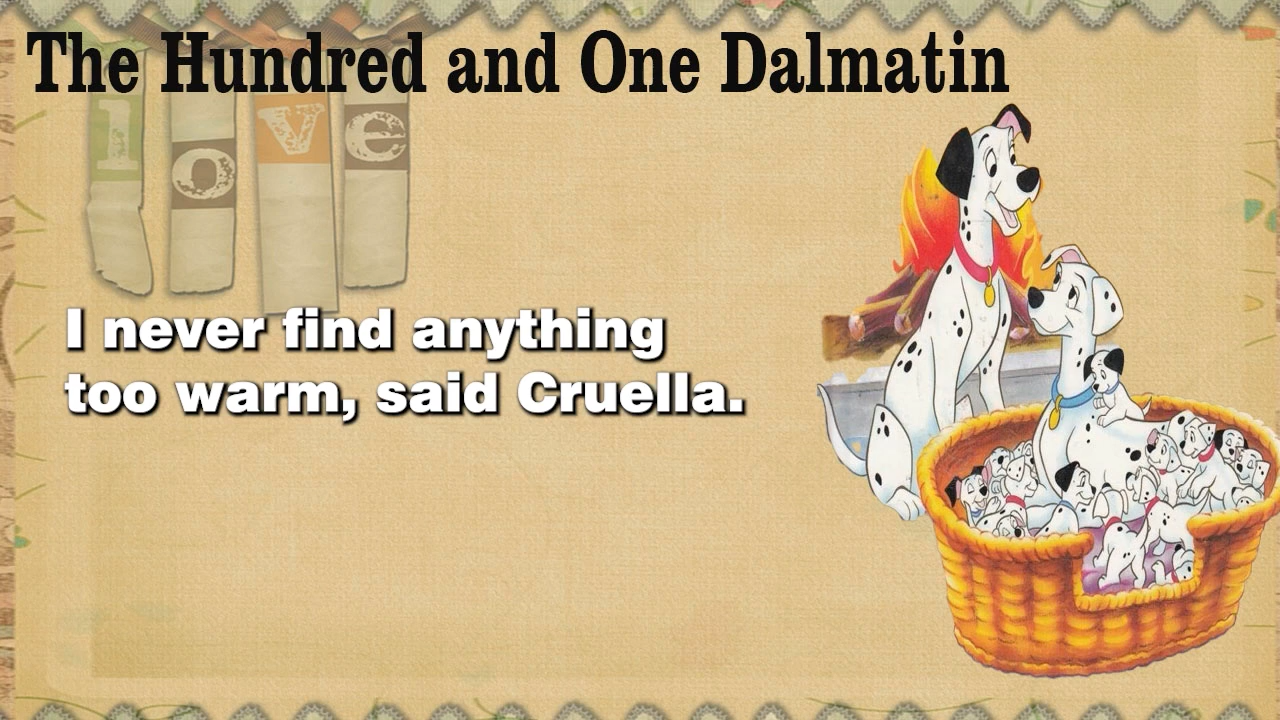 The Hundred and One Dalmatin
love
I never find anything
too warm, said Cruella.